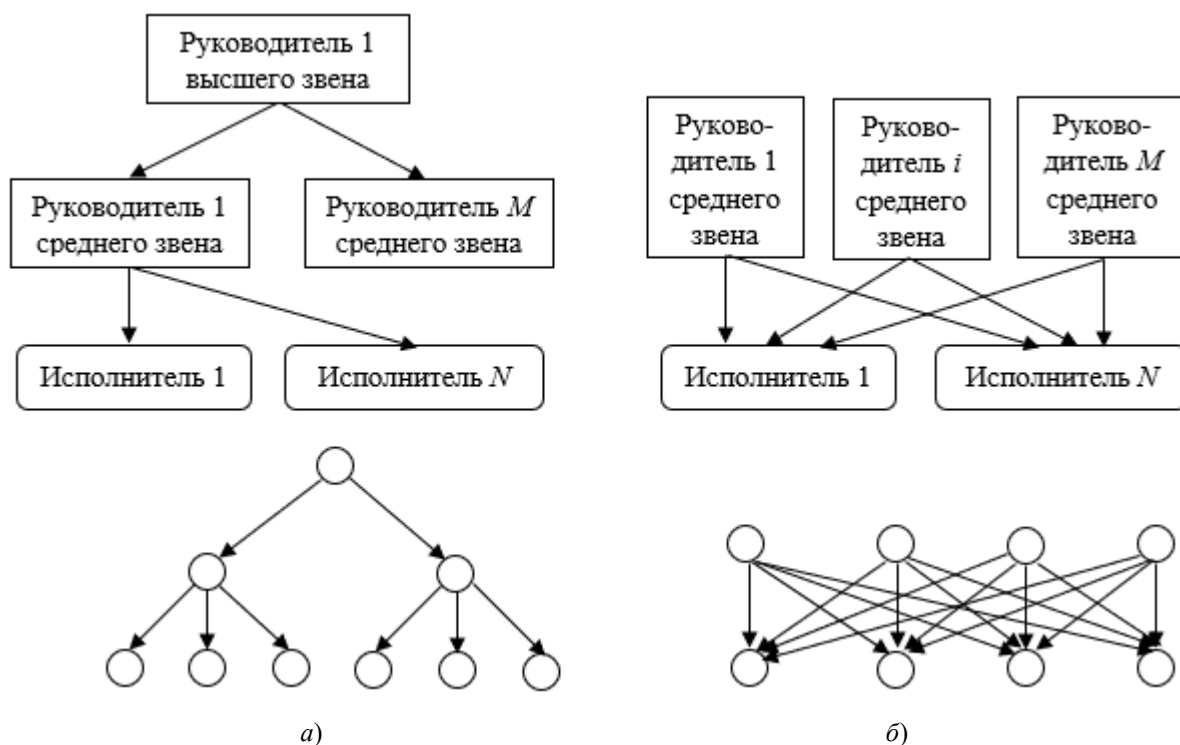 Руководитель 1
высшего звена
Руководитель 1
среднего звена
Руководитель M
среднего звена
Исполнитель 1
Исполнитель N
Руково-
дитель 1
среднего
звена
Руково-
дитель i
среднего
звена
Руково-
дитель M
среднего
звена
Исполнитель 1
Исполнитель N
а)
б)